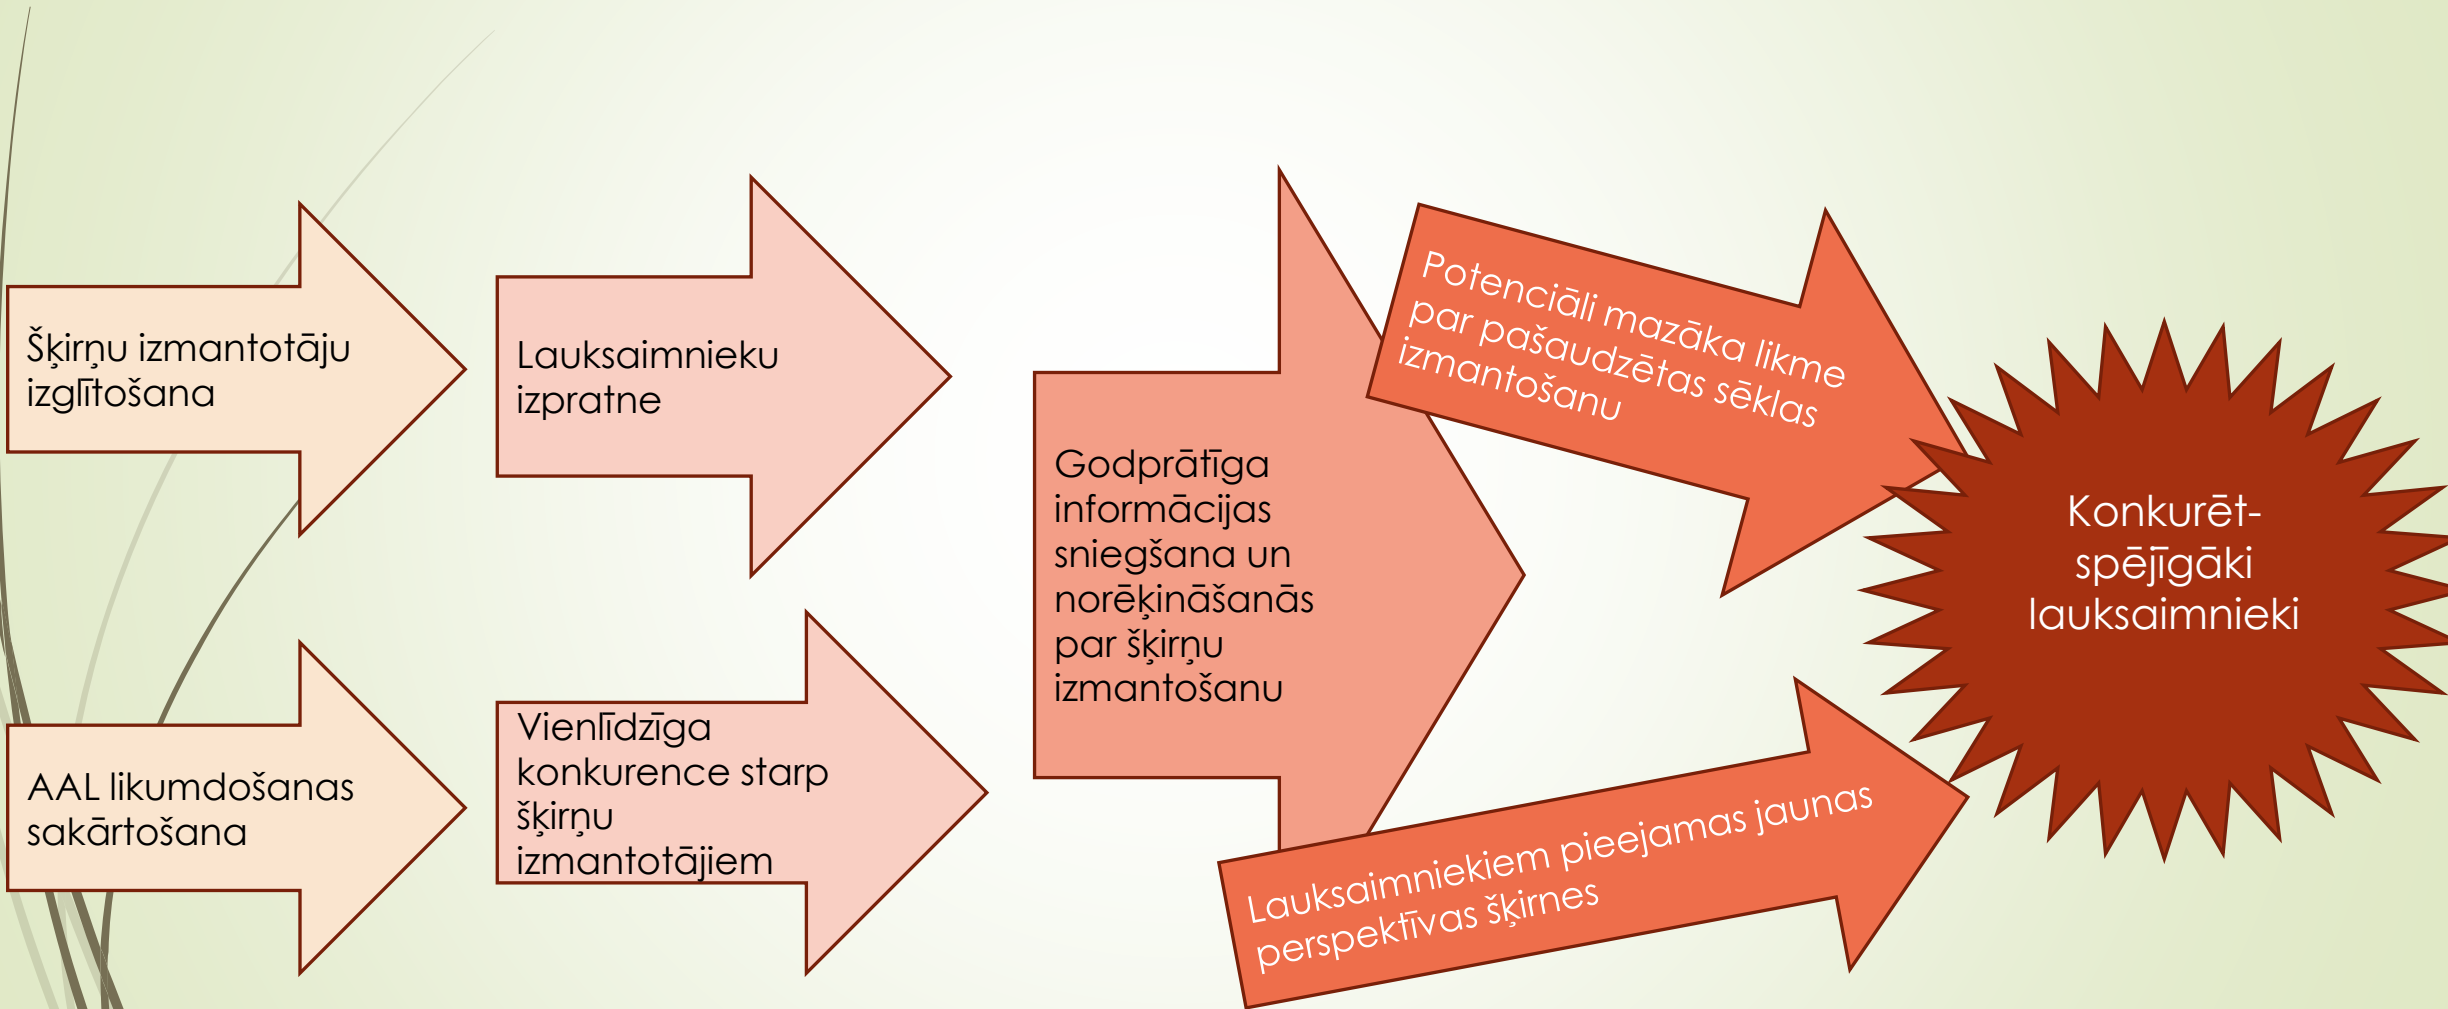 Šķirņu izmantotāju
izglītošana
Lauksaimnieku
izpratne
AAL likumdošanas
sakārtošana
Vienlīdzīga
konkurence starp
šķirņu
izmantotājiem
Godprātīga
informācijas
sniegšana un
norēķināšanās
par šķirņu
izmantošanu
Potenciāli mazāka likme
par pašaudzētas sēklas
izmantošanu
Lauksaimniekiem pieejamas jaunas
perspektīvas šķirnes
Konkurēt-
spējīgāki
lauksaimnieki